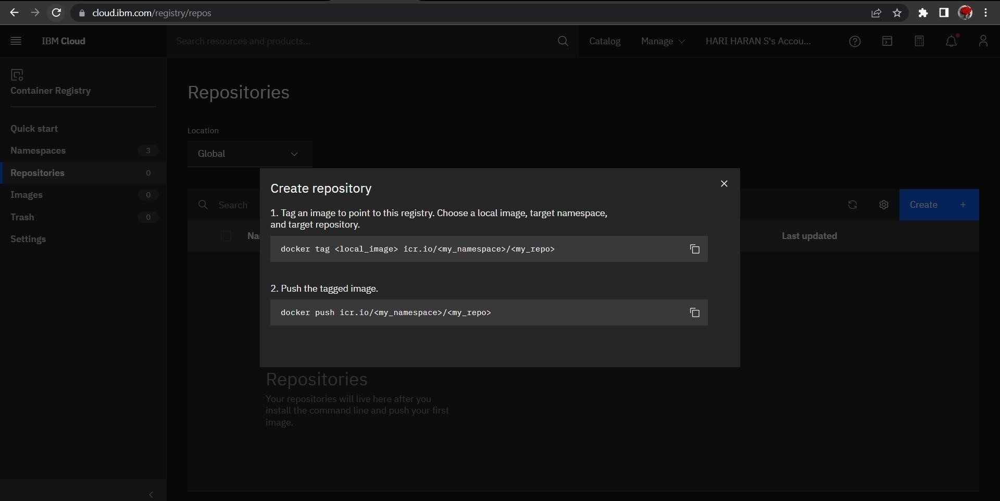 cloud.ibm.com/registry/repos
IBM Cloud
Search resources and products...
Catalog
Manage
HARI HARAN S's Accou...
Container Registry
Quick start
Namespaces 3
Repositories 0
Images 0
Trash 0
Settings
Repositories
Location
Global
Search
Create +
Na
Last updated
Create repository
1. Tag an image to point to this registry. Choose a local image, target namespace,
and target repository.
docker tag <local_image> icr.io/<my_namespace>/<my_repo>
2. Push the tagged image.
docker push icr.io/<my_namespace>/<my_repo>
Repositories
Your repositories will live here after you
install the command line and push your first
image.